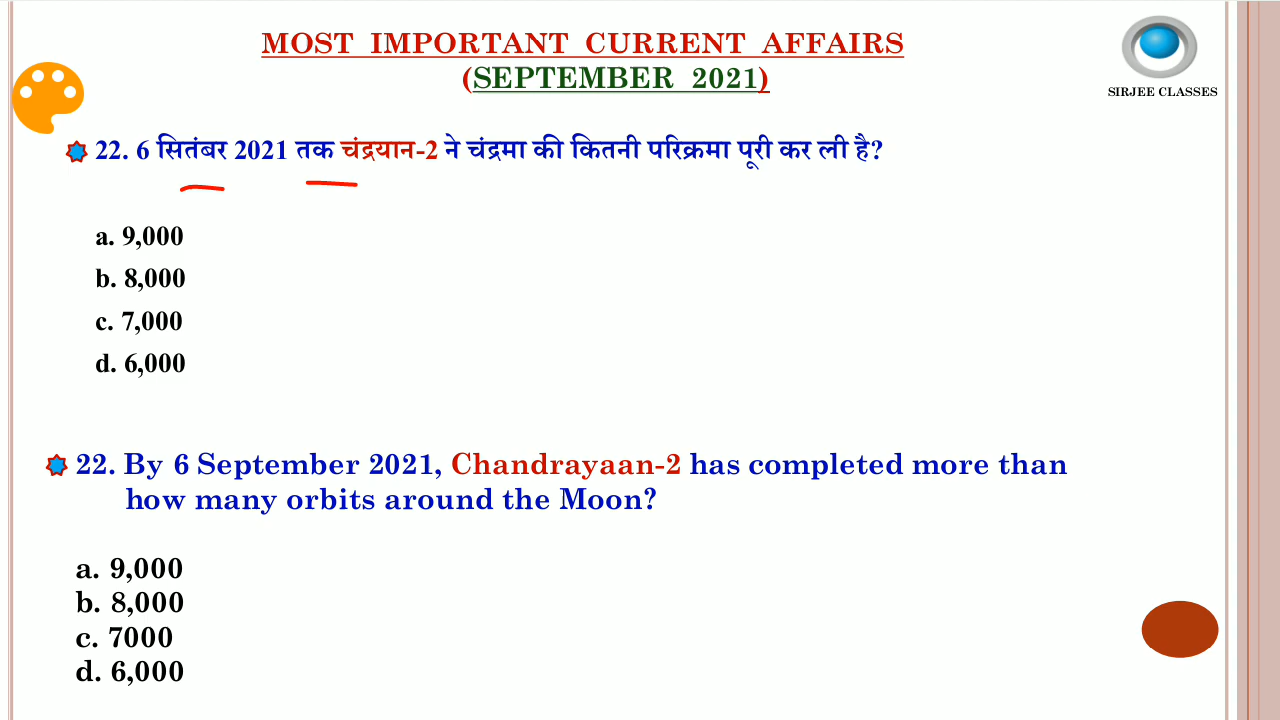 MOST IMPORTANT CURRENT AFFAIRS
(SEPTEMBER 2021)
SIRJEE CLASSES
22. 6 सितंबर 2021 तक चंद्रयान-2 ने चंद्रमा की कितनी परिक्रमा पूरी कर ली है?
a. 9,000
b. 8,000
c. 7,000
d. 6,000
22. By 6 September 2021, Chandrayaan-2 has completed more than
how many orbits around the Moon?
a. 9,000
b. 8,000
c. 7000
d. 6,000